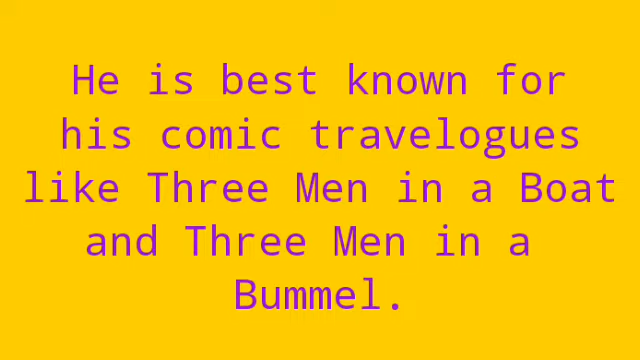 He is best known for
his comic travelogues
like Three Men in a Boat
and Three Men in a
Bummel.